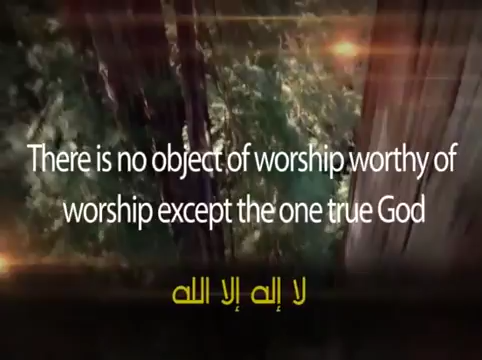 There is no object of worship worthy of
worship except the one true God
لا إله إلا الله